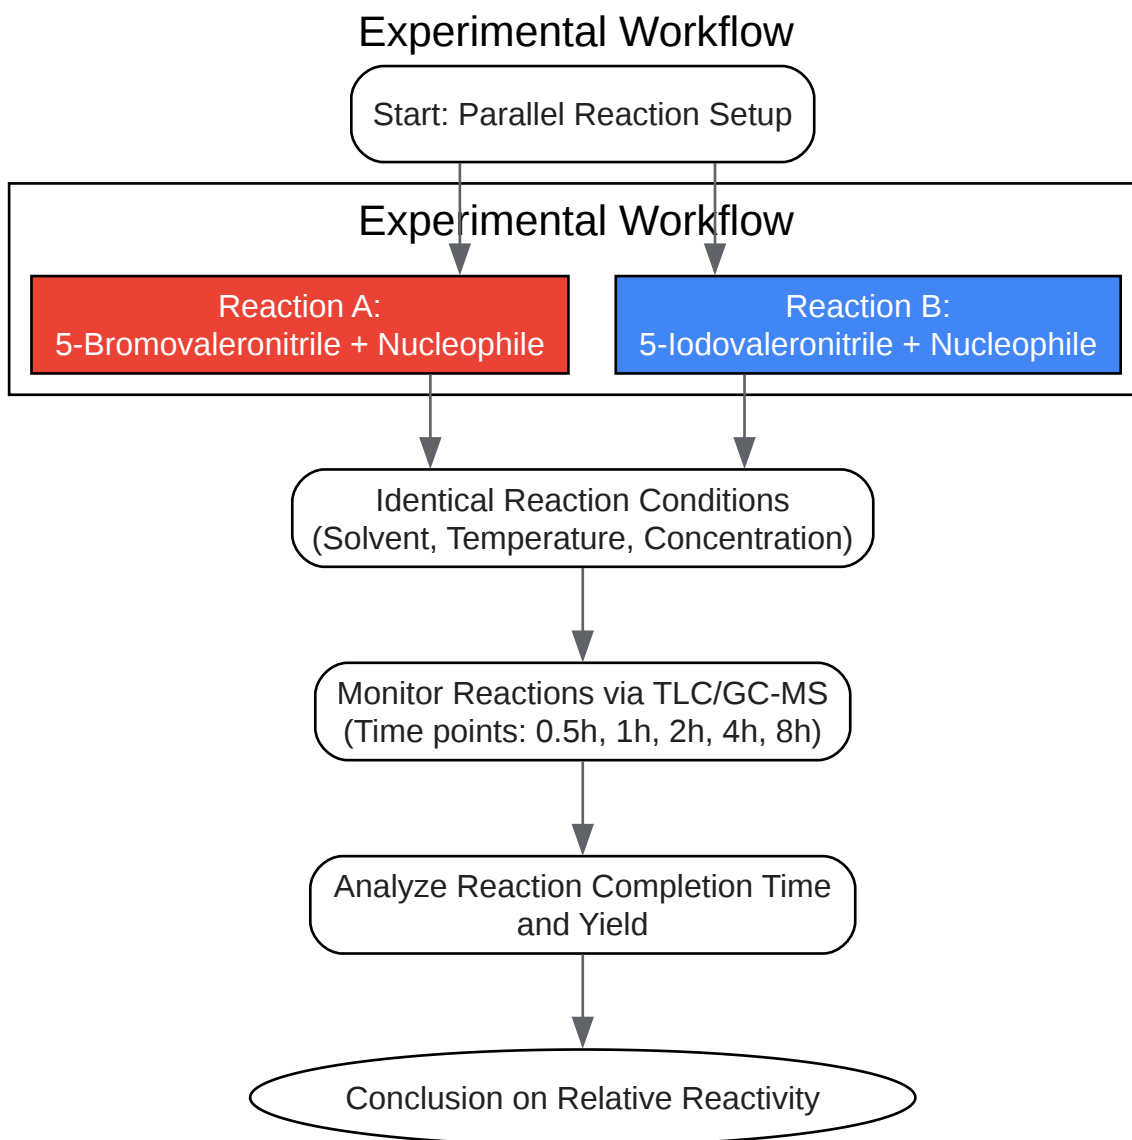 Experimental Workflow
Start: Parallel Reaction Setup
Experimental Workflow
Reaction A:
5-Bromovaleronitrile + Nucleophile
Reaction B:
5-Iodovaleronitrile + Nucleophile
Identical Reaction Conditions
(Solvent, Temperature, Concentration)
Monitor Reactions via TLC/GC-MS
(Time points: 0.5h, 1h, 2h, 4h, 8h)
Analyze Reaction Completion Time
and Yield
Conclusion on Relative Reactivity